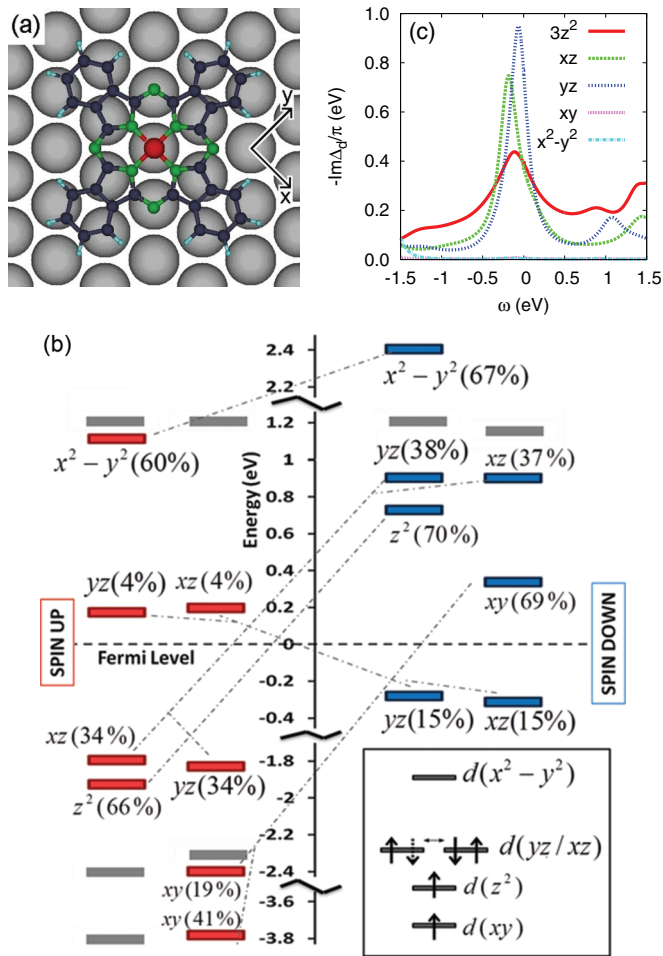 (a)
y
x
(c)
3z²
xz
yz
xy
x²-y²
-ImΔd/π (eV)
1.0
0.8
0.6
0.4
0.2
0.0
-1.5 -1 -0.5 0 0.5 1 1.5
ω (eV)
(b)
Energy (eV)
2.4
2.2
1.2
1
0.8
0.6
0.4
0.2
0
-0.2
-0.4
-1.8
-2
-2.4
-3.6
-3.8
x² − y² (67%)
x² − y² (60%)
yz (38%)
xz (37%)
z² (70%)
yz (4%)
xz (4%)
xy (69%)
SPIN UP
Fermi Level
SPIN DOWN
yz (15%)
xz (15%)
xz (34%)
z² (66%)
yz (34%)
xy (19%)
xy (41%)
d(x² − y²)
d(yz/xz)
d(z²)
d(xy)